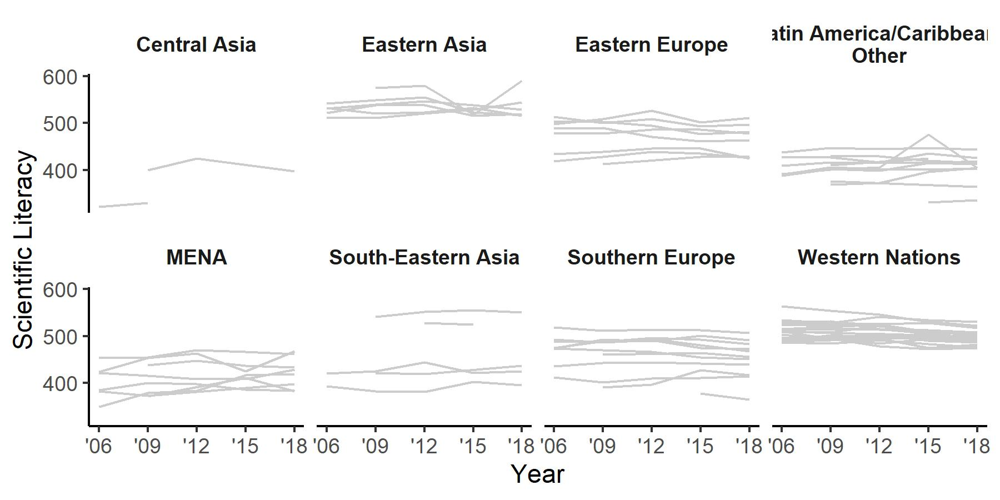 Central Asia
Eastern Asia
Eastern Europe
atin America/Caribbea
Other
600
500
400
MENA
South-Eastern Asia
Southern Europe
Western Nations
600
500
400
'06 '09 '12 '15 '18
'06 '09 '12 '15 '18
'06 '09 '12 '15 '18
'06 '09 '12 '15 '18
Year
Scientific Literacy